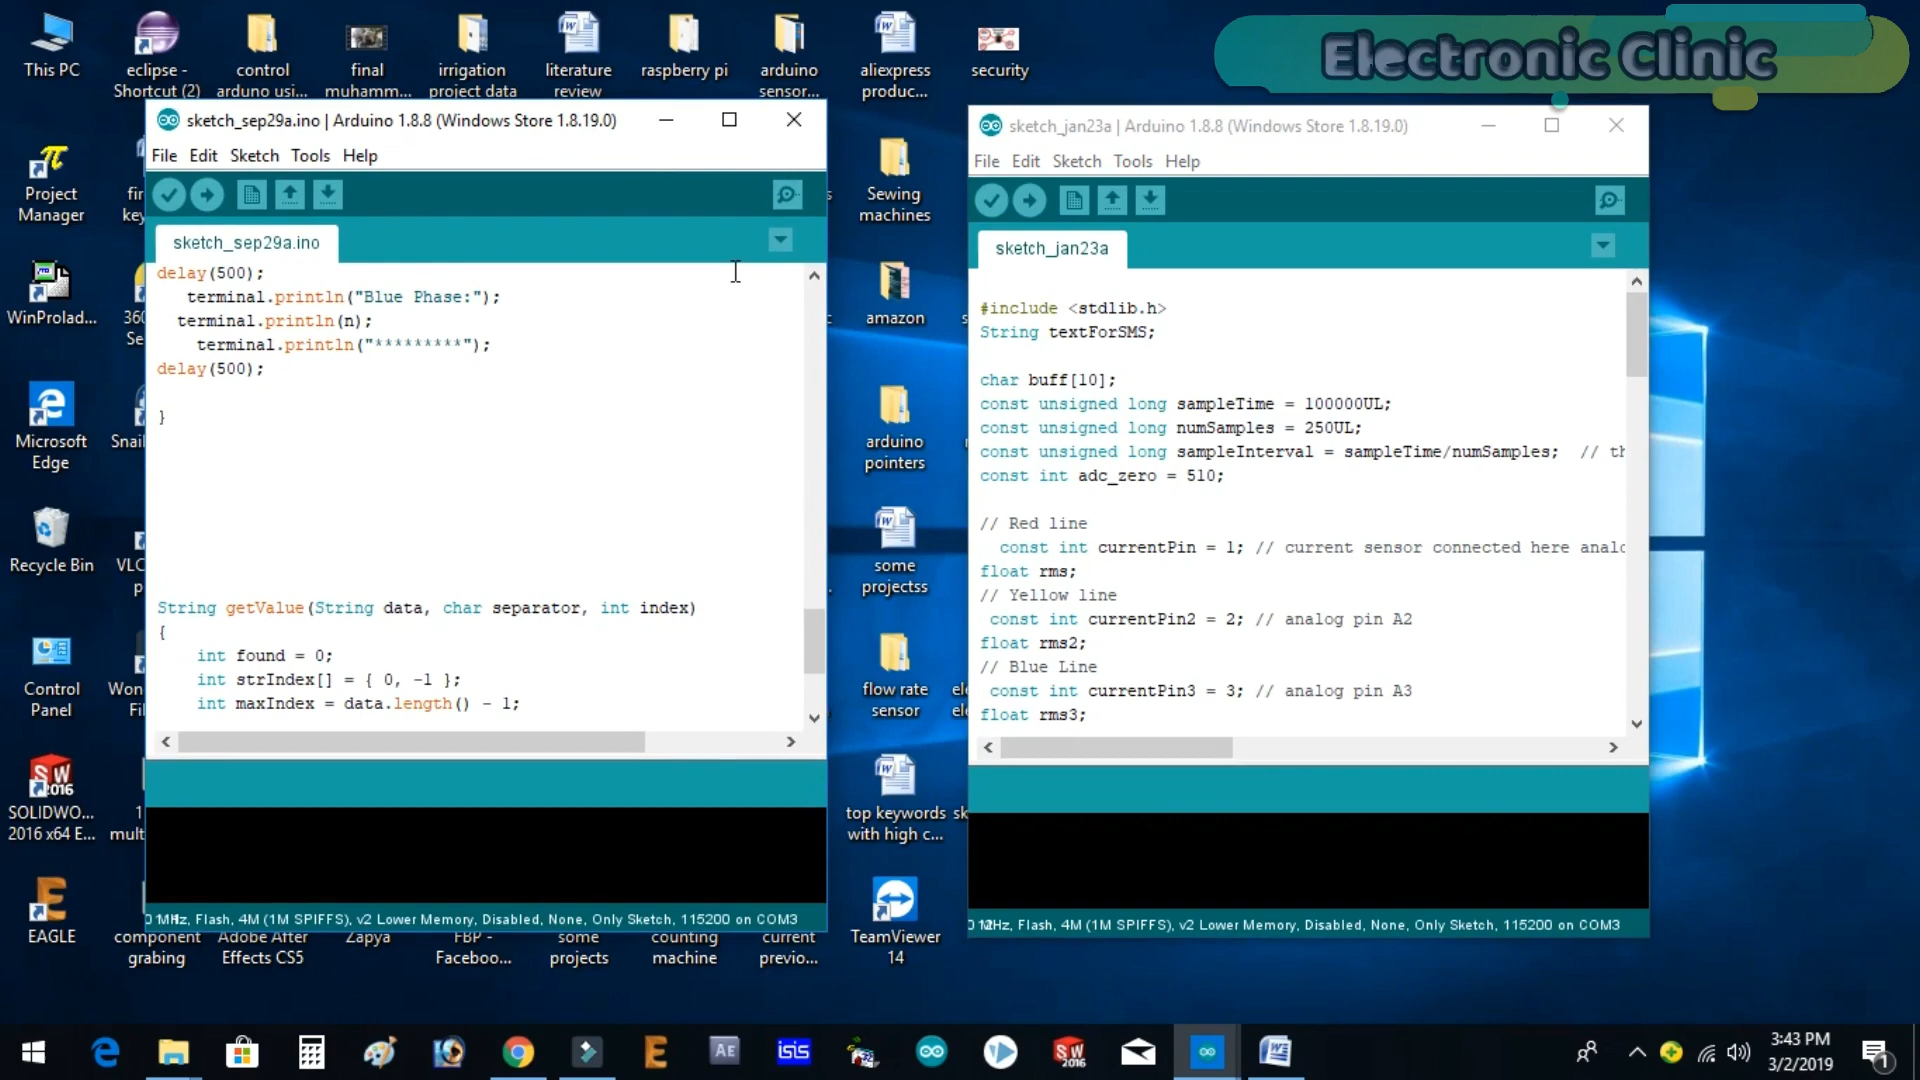 Electronic Clinic
This PC
eclipse -
Shortcut (2)
control
arduno usi...
final
muhamm...
irrigation
project data
literature
review
raspberry pi
arduino
sensor...
aliexpress
produc...
security
Project
Manager
WinProlad...
Microsoft
Edge
Snail
Recycle Bin
VLC
Control
Panel
SOLIDWO...
2016 x64 E...
EAGLE
sketch_sep29a.ino | Arduino 1.8.8 (Windows Store 1.8.19.0)
File Edit Sketch Tools Help
sketch_sep29a.ino
delay(500);
terminal.println("Blue Phase:");
terminal.println(n);
terminal.println("*********");
delay(500);
}
String getValue(String data, char separator, int index)
{
int found = 0;
int strIndex[] = { 0, -1 };
int maxIndex = data.length() - 1;
Hz, Flash, 4M (1M SPIFFS), v2 Lower Memory, Disabled, None, Only Sketch, 115200 on COM3
Sewing
machines
amazon
arduino
pointers
some
projectss
flow rate
sensor
top keywords
with high c...
TeamViewer
14
sketch_jan23a | Arduino 1.8.8 (Windows Store 1.8.19.0)
File Edit Sketch Tools Help
sketch_jan23a
#include <stdlib.h>
String textForSMS;
char buff[10];
const unsigned long sampleTime = 100000UL;
const unsigned long numSamples = 250UL;
const unsigned long sampleInterval = sampleTime/numSamples; // th
const int adc_zero = 510;
// Red line
const int currentPin = 1; // current sensor connected here analo
float rms;
// Yellow line
const int currentPin2 = 2; // analog pin A2
float rms2;
// Blue Line
const int currentPin3 = 3; // analog pin A3
float rms3;
Hz, Flash, 4M (1M SPIFFS), v2 Lower Memory, Disabled, None, Only Sketch, 115200 on COM3
component
grabing
Adobe After
Effects CS5
Zapya
FBP -
Faceboo...
some
projects
counting
machine
current
previo...
AE
isis
SW
2016
3:43 PM
3/2/2019
1